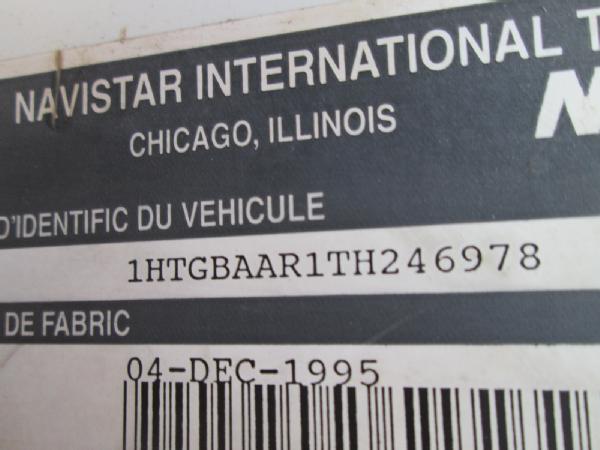 NAVISTAR INTERNATIONAL T
CHICAGO, ILLINOIS
N
D'IDENTIFIC DU VEHICULE
1HTGBAAR1TH246978
DE FABRIC
04-DEC-1995